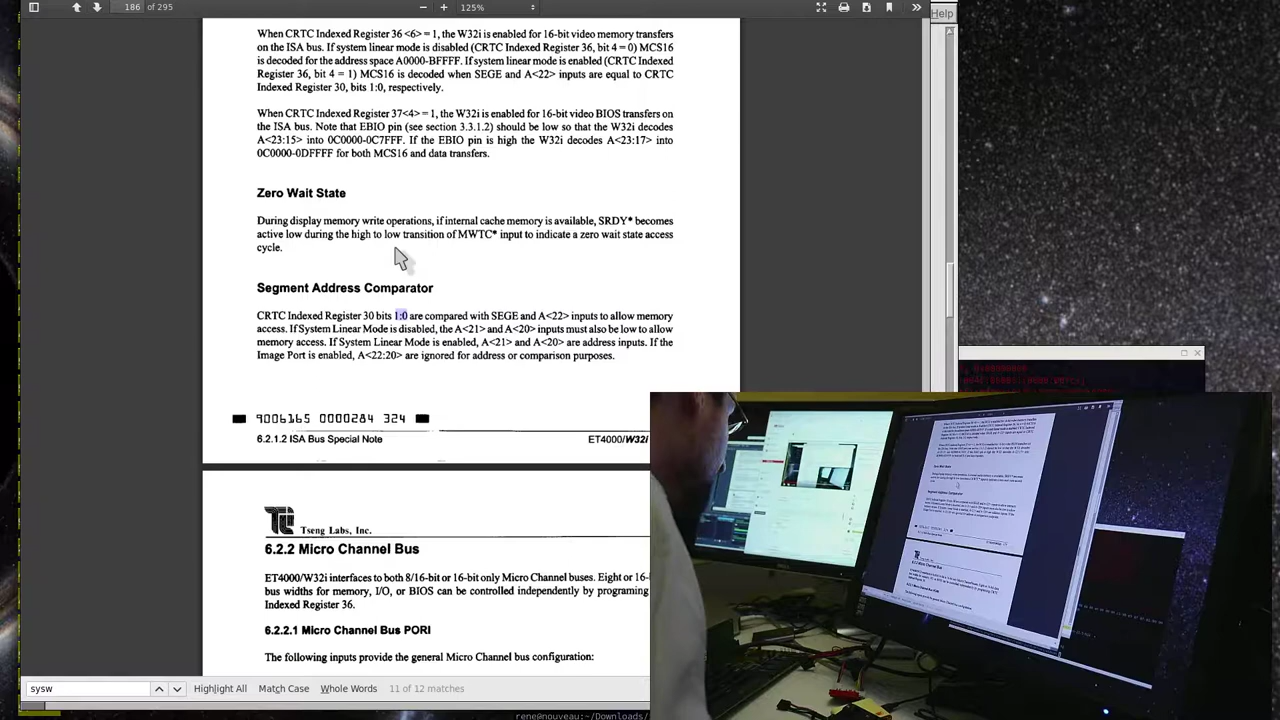 186 of 295
125%
Help
When CRTC Indexed Register 36 <6> = 1, the W32i is enabled for 16-bit video memory transfers
on the ISA bus. If system linear mode is disabled (CRTC Indexed Register 36, bit 4 = 0) MCS16
is decoded for the address space A0000-BFFFF. If system linear mode is enabled (CRTC Indexed
Register 36, bit 4 = 1) MCS16 is decoded when SEGE and A<22> inputs are equal to CRTC
Indexed Register 30, bits 1:0, respectively.
When CRTC Indexed Register 37<4> = 1, the W32i is enabled for 16-bit video BIOS transfers on
the ISA bus. Note that EBIO pin (see section 3.3.1.2) should be low so that the W32i decodes
A<23:15> into 0C0000-0C7FFF. If the EBIO pin is high the W32i decodes A<23:17> into
0C0000-0DFFFF for both MCS16 and data transfers.
Zero Wait State
During display memory write operations, if internal cache memory is available, SRDY* becomes
active low during the high to low transition of MWTC* input to indicate a zero wait state access
cycle.
Segment Address Comparator
CRTC Indexed Register 30 bits 1:0 are compared with SEGE and A<22> inputs to allow memory
access. If System Linear Mode is disabled, the A<21> and A<20> inputs must also be low to allow
memory access. If System Linear Mode is enabled, A<21> and A<20> are address inputs. If the
Image Port is enabled, A<22:20> are ignored for address or comparison purposes.
9006165 0000284 324
6.2.1.2 ISA Bus Special Note ET4000/W32i
Tseng Labs, Inc.
6.2.2 Micro Channel Bus
ET4000/W32i interfaces to both 8/16-bit or 16-bit only Micro Channel buses. Eight or 16-
bus widths for memory, I/O, or BIOS can be controlled independently by programing
Indexed Register 36.
6.2.2.1 Micro Channel Bus PORI
The following inputs provide the general Micro Channel bus configuration:
sysw
Highlight All Match Case Whole Words 11 of 12 matches
rene@nouveau:~/Downloads/